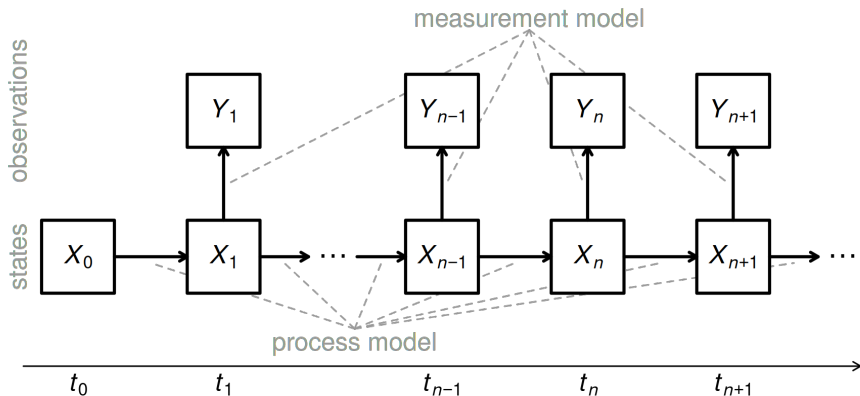 measurement model
observations
Y₁ Yₙ₋₁ Yₙ Yₙ₊₁
states
X₀ X₁ ⋯ Xₙ₋₁ Xₙ Xₙ₊₁ ⋯
process model
t₀ t₁ tₙ₋₁ tₙ tₙ₊₁